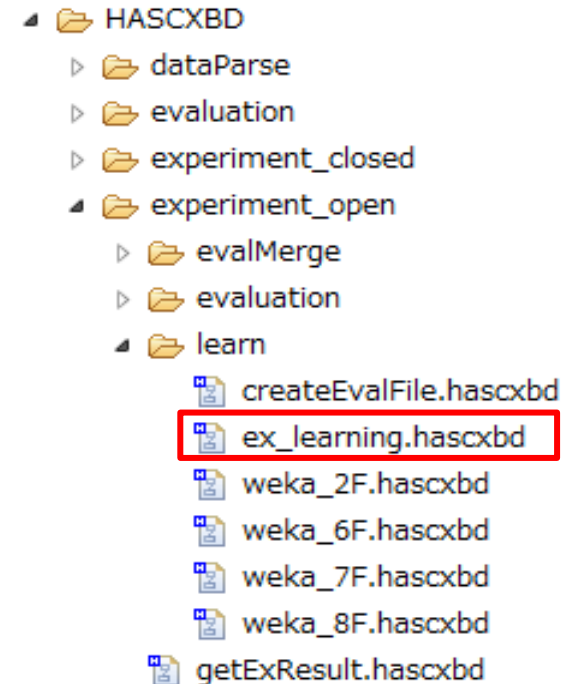 HASCXBD
dataParse
evaluation
experiment_closed
experiment_open
evalMerge
evaluation
learn
createEvalFile.hascxbd
ex_learning.hascxbd
weka_2F.hascxbd
weka_6F.hascxbd
weka_7F.hascxbd
weka_8F.hascxbd
getExResult.hascxbd